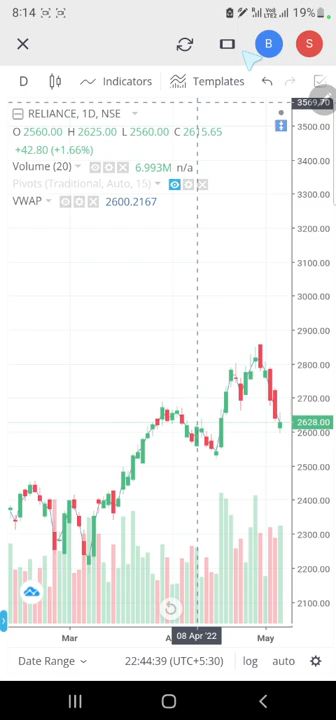 8:14 19%
B S
D Indicators Templates
3569.70
RELIANCE, 1D, NSE
O 2560.00 H 2625.00 L 2560.00 C 2615.65
+42.80 (+1.66%)
Volume (20) 6.993M n/a
Pivots (Traditional, Auto, 15)
VWAP 2600.2167
3500.00
3400.00
3300.00
3200.00
3100.00
3000.00
2900.00
2800.00
2700.00
2628.00
2600.00
2500.00
2400.00
2300.00
2200.00
2100.00
Mar 08 Apr '22 May
Date Range 22:44:39 (UTC+5:30) log auto